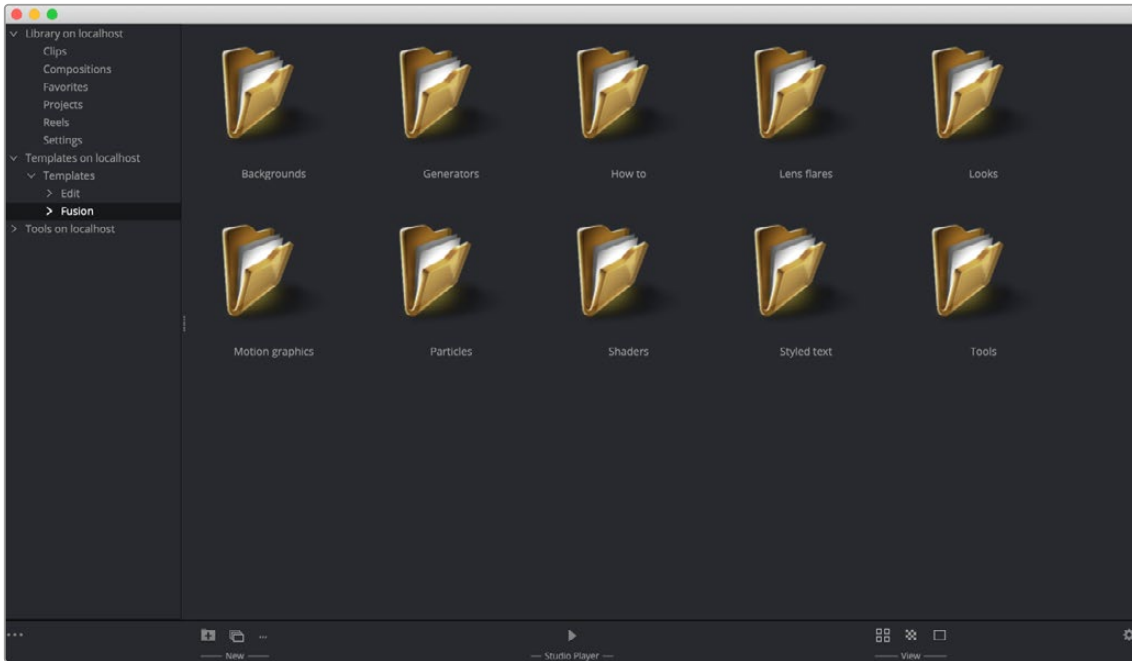 Library on localhost
Clips
Compositions
Favorites
Projects
Reels
Settings
Templates on localhost
Templates
Edit
Fusion
Tools on localhost
Backgrounds
Generators
How to
Lens flares
Looks
Motion graphics
Particles
Shaders
Styled text
Tools
New
Studio Player
View